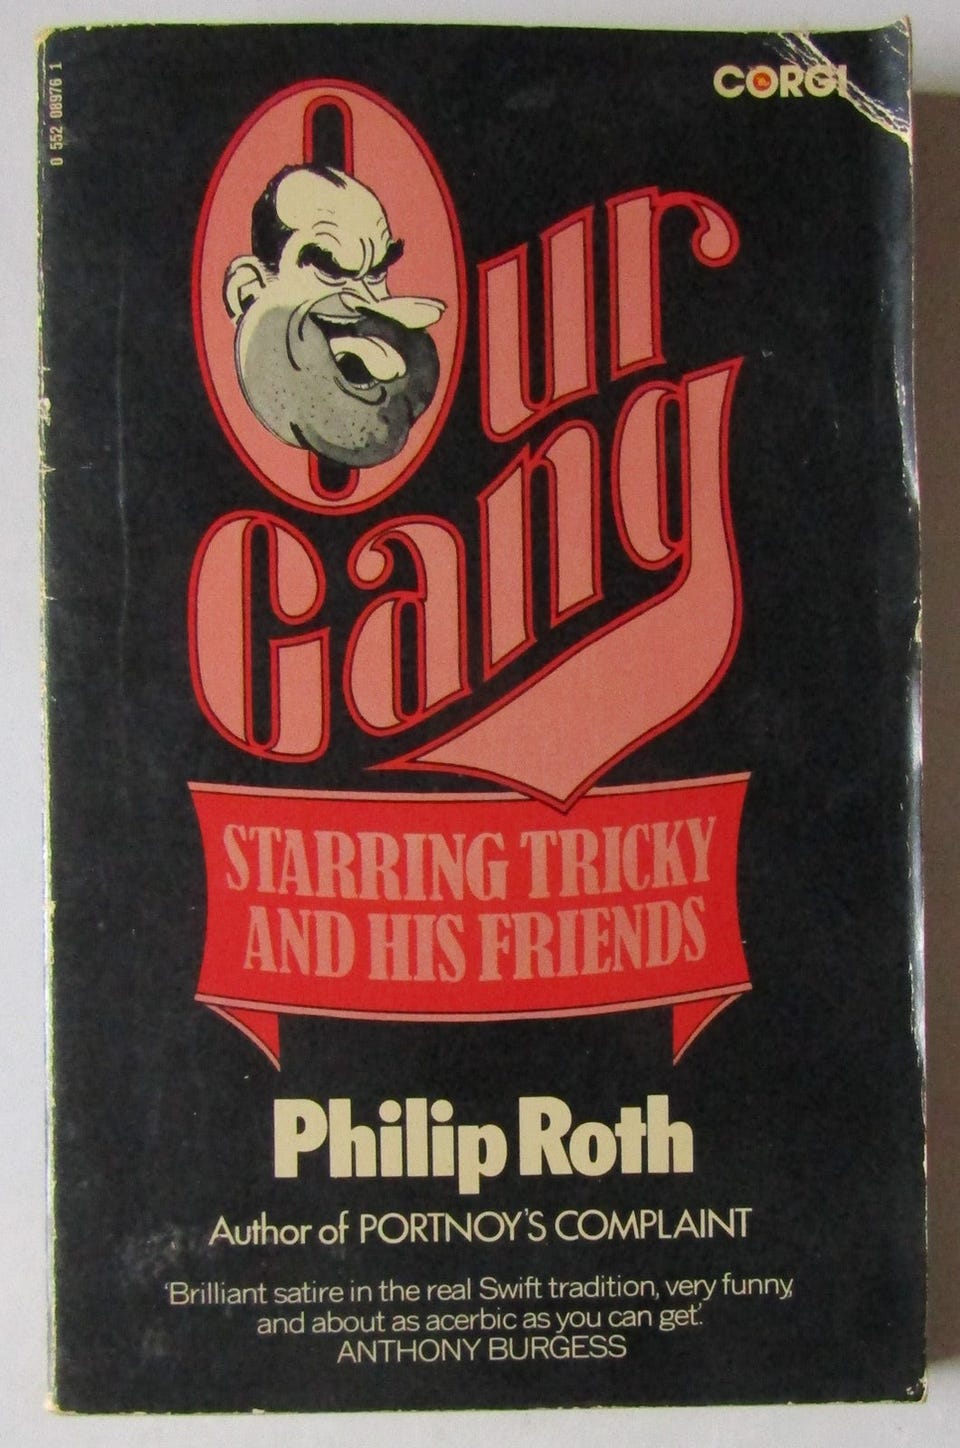 0 552 08976 1
CORGI
Our
Gang
STARRING TRICKY
AND HIS FRIENDS
Philip Roth
Author of PORTNOY'S COMPLAINT
'Brilliant satire in the real Swift tradition, very funny,
and about as acerbic as you can get.'
ANTHONY BURGESS